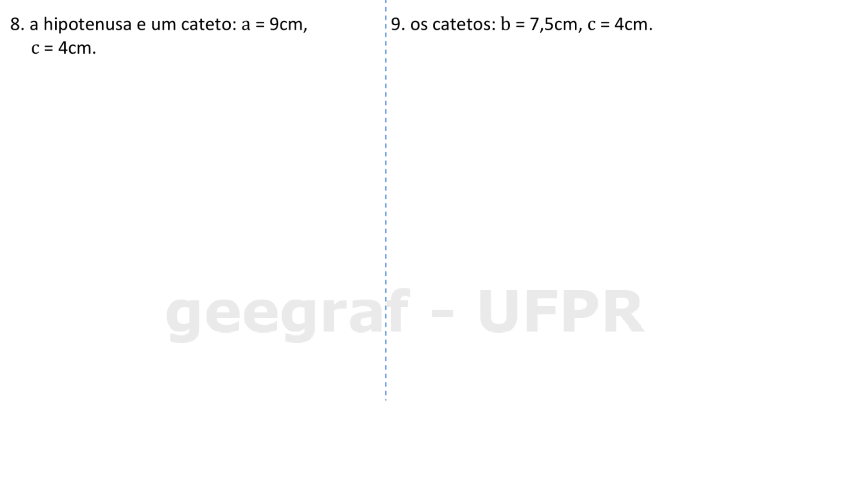 8. a hipotenusa e um cateto: a = 9cm,
c = 4cm.
9. os catetos: b = 7,5cm, c = 4cm.
geegraf - UFPR